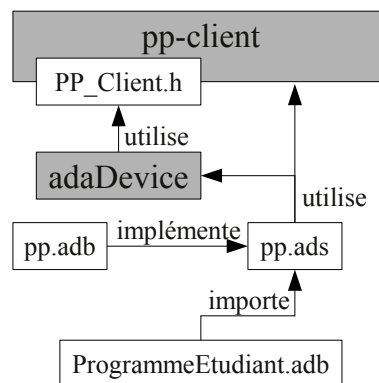 pp-client
PP_Client.h
utilise
adaDevice
utilise
pp.adb
implémente
pp.ads
importe
ProgrammeEtudiant.adb